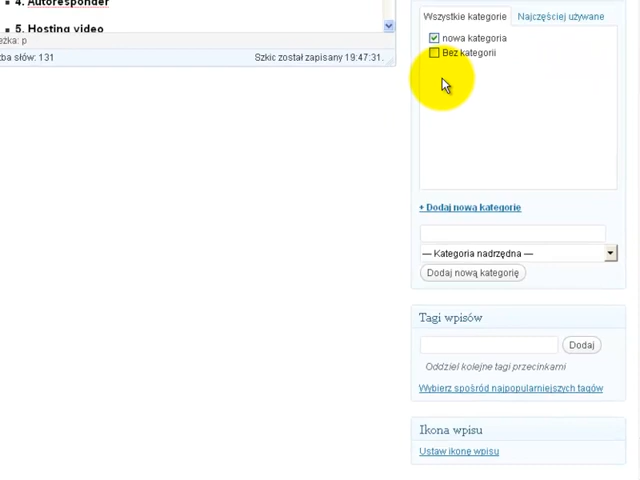 4. Autoresponder
5. Hosting video
eżka: p
zba słów: 131
Szkic został zapisany 19:47:31.
Wszystkie kategorie
Najczęściej używane
nowa kategoria
Bez kategorii
+ Dodaj nową kategorię
— Kategoria nadrzędna —
Dodaj nową kategorię
Tagi wpisów
Dodaj
Oddziel kolejne tagi przecinkami
Wybierz spośród najpopularniejszych tagów
Ikona wpisu
Ustaw ikonę wpisu